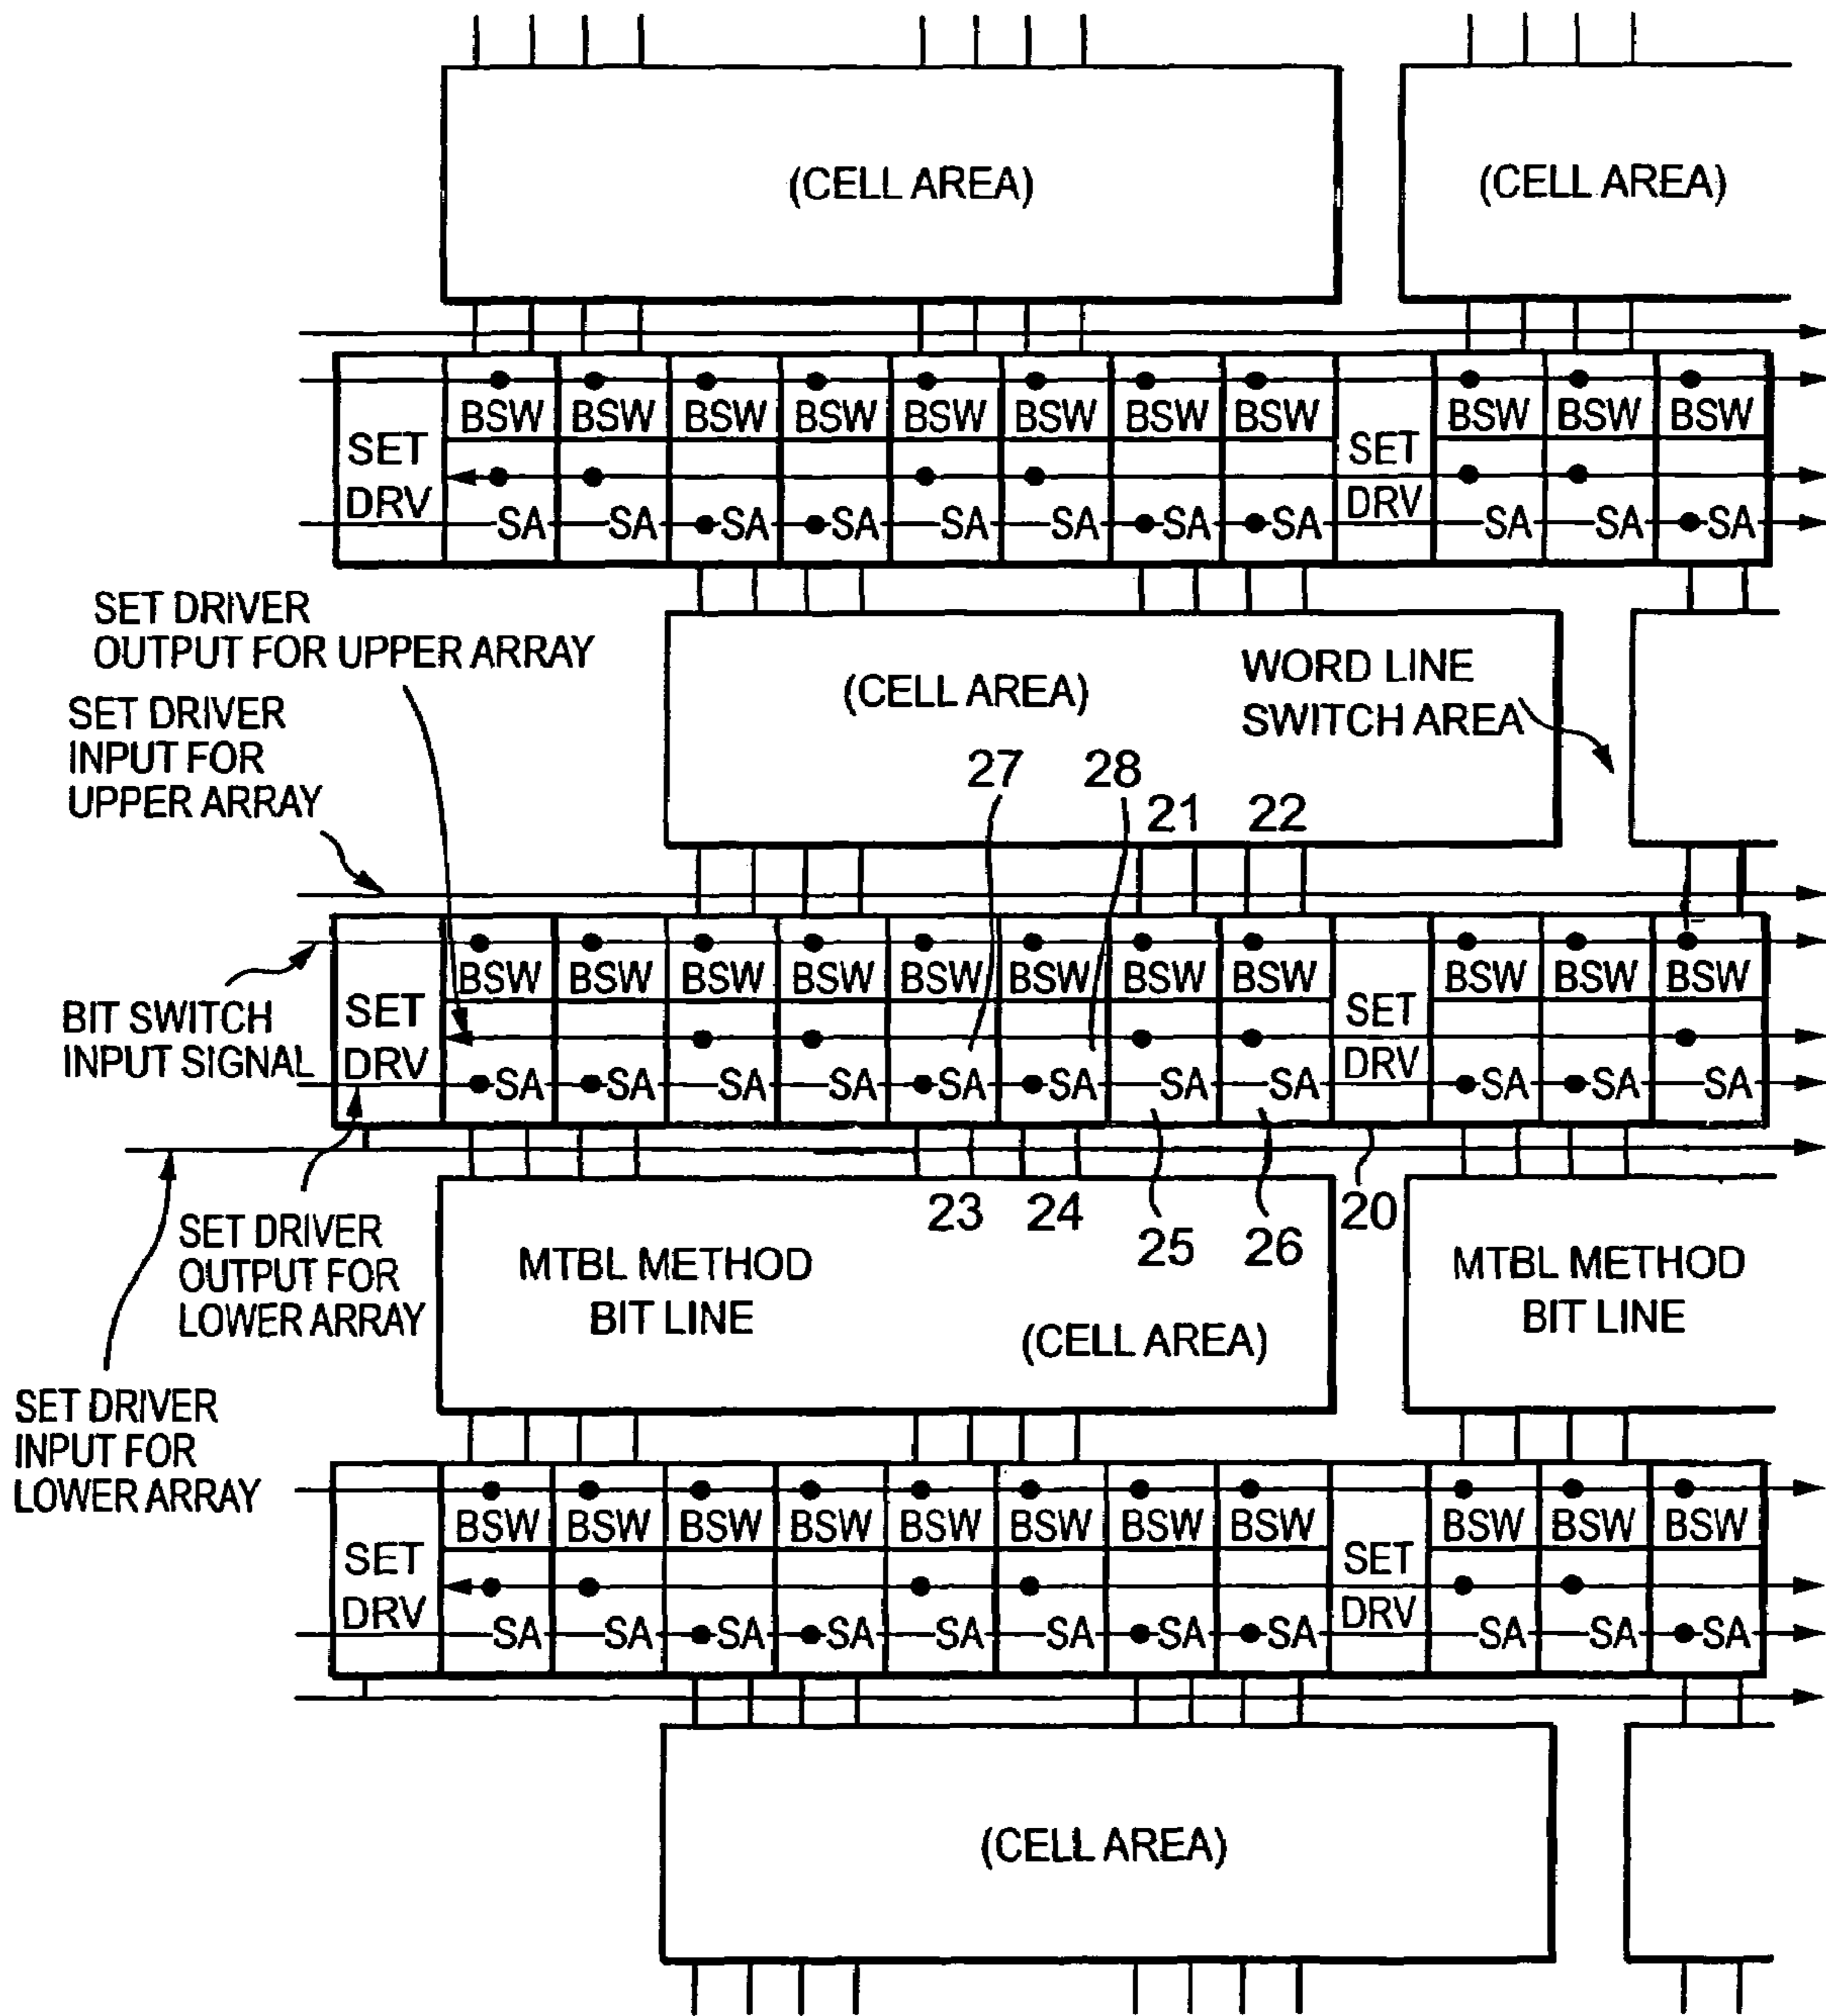 (CELL AREA) (CELL AREA)
BSW BSW BSW BSW BSW BSW BSW BSW BSW BSW BSW
SET SET
DRV DRV
SA SA SA SA SA SA SA SA SA SA SA
SET DRIVER
OUTPUT FOR UPPER ARRAY
SET DRIVER
INPUT FOR
UPPER ARRAY
(CELL AREA)
WORD LINE
SWITCH AREA
27 28 21 22
BSW BSW BSW BSW BSW BSW BSW BSW BSW BSW BSW
BIT SWITCH
INPUT SIGNAL
SET SET
DRV DRV
SA SA SA SA SA SA SA SA SA SA SA
23 24 25 26 20
SET DRIVER
OUTPUT FOR
LOWER ARRAY
MTBL METHOD
BIT LINE
(CELL AREA)
MTBL METHOD
BIT LINE
SET DRIVER
INPUT FOR
LOWER ARRAY
BSW BSW BSW BSW BSW BSW BSW BSW BSW BSW BSW
SET SET
DRV DRV
SA SA SA SA SA SA SA SA SA SA SA
(CELL AREA)